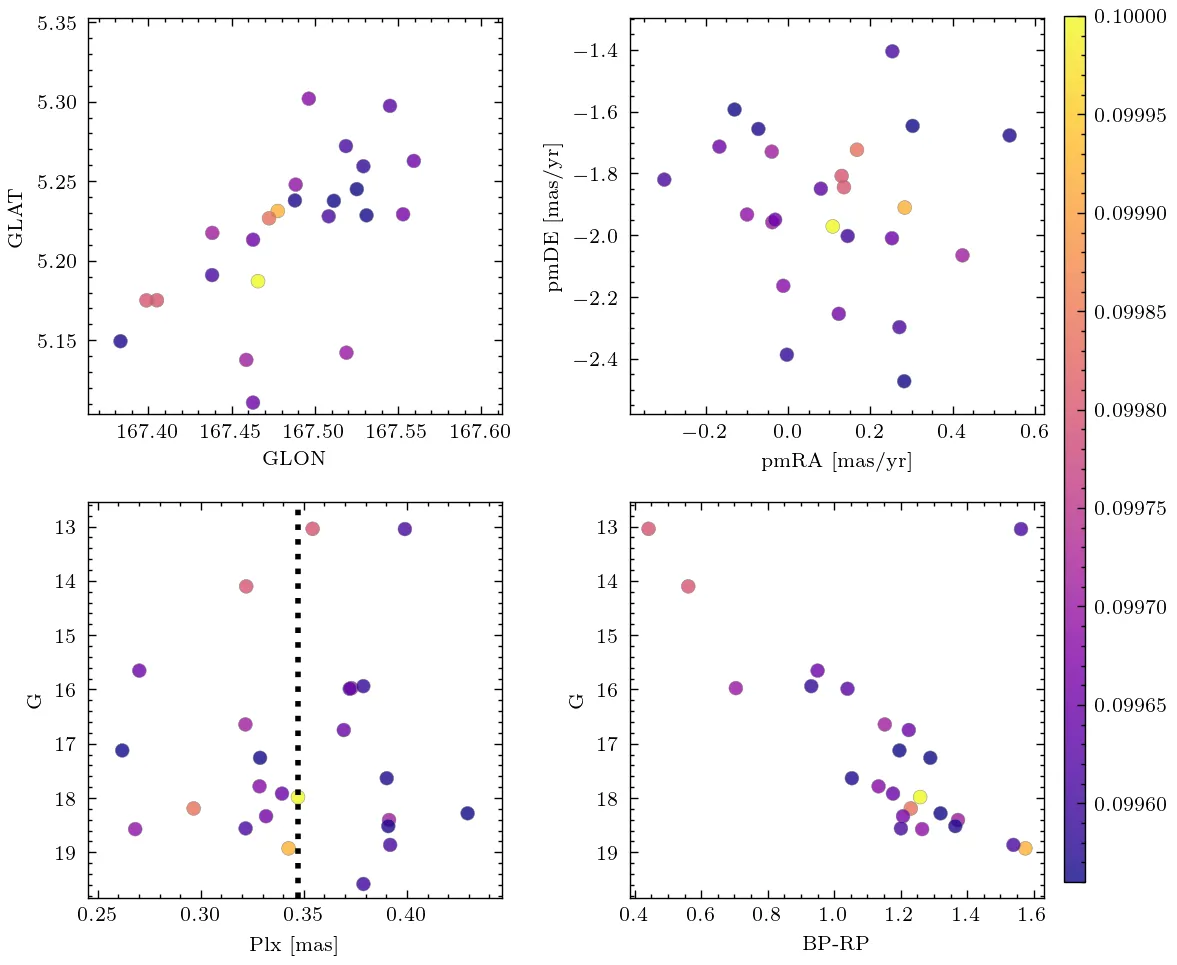 5.35
5.30
5.25
5.20
5.15
GLAT
167.40 167.45 167.50 167.55 167.60
GLON
−1.4
−1.6
−1.8
−2.0
−2.2
−2.4
pmDE [mas/yr]
−0.2 0.0 0.2 0.4 0.6
pmRA [mas/yr]
0.10000
0.09995
0.09990
0.09985
0.09980
0.09975
0.09970
0.09965
0.09960
13
14
15
16
17
18
19
G
0.25 0.30 0.35 0.40
Plx [mas]
13
14
15
16
17
18
19
G
0.4 0.6 0.8 1.0 1.2 1.4 1.6
BP-RP